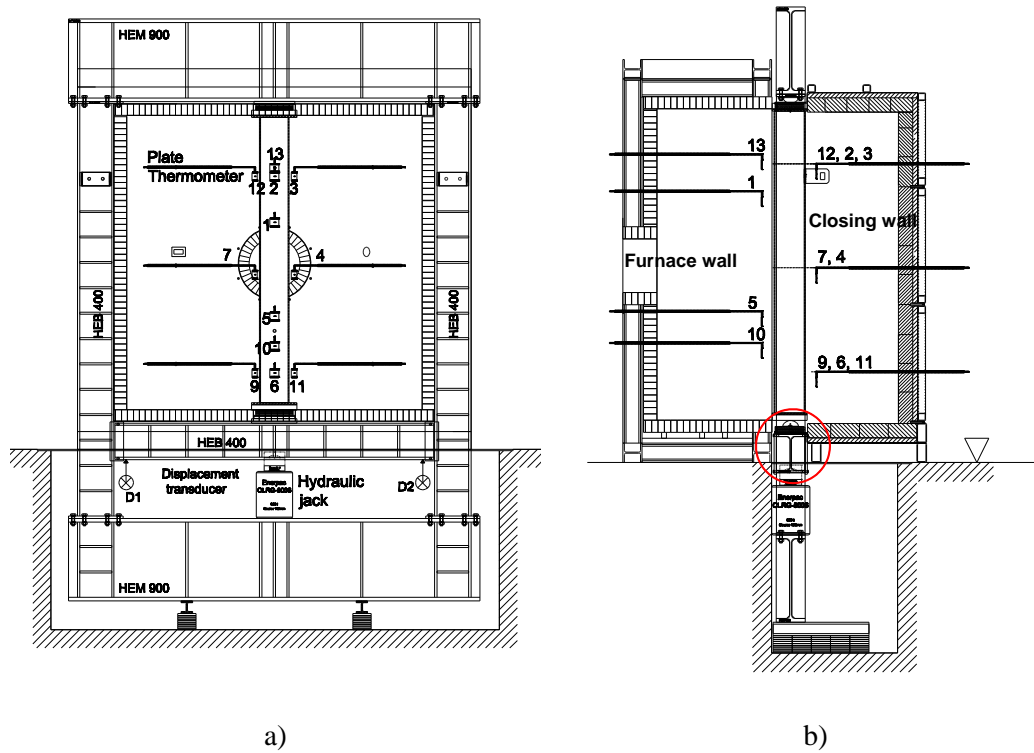 HEM 900
Plate
Thermometer
13
12 2 3
1
7 4
5
10
9 6 11
HEB 400
HEB 400
HEB 400
Displacement
transducer
D1
D2
Hydraulic
jack
Enerpac
HEM 900
a)
13
12, 2, 3
1
Closing wall
Furnace wall
7, 4
5
10
9, 6, 11
Enerpac
b)